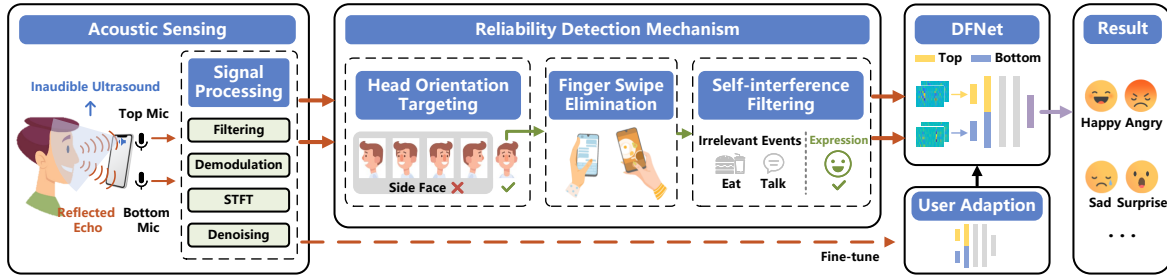 Acoustic Sensing
Inaudible Ultrasound
Top Mic
Reflected
Echo
Bottom
Mic
Signal
Processing
Filtering
Demodulation
STFT
Denoising
Reliability Detection Mechanism
Head Orientation
Targeting
Side Face
Finger Swipe
Elimination
Self-interference
Filtering
Irrelevant Events
Eat
Talk
Expression
Fine-tune
DFNet
Top
Bottom
User Adaption
Result
Happy Angry
Sad Surprise
...